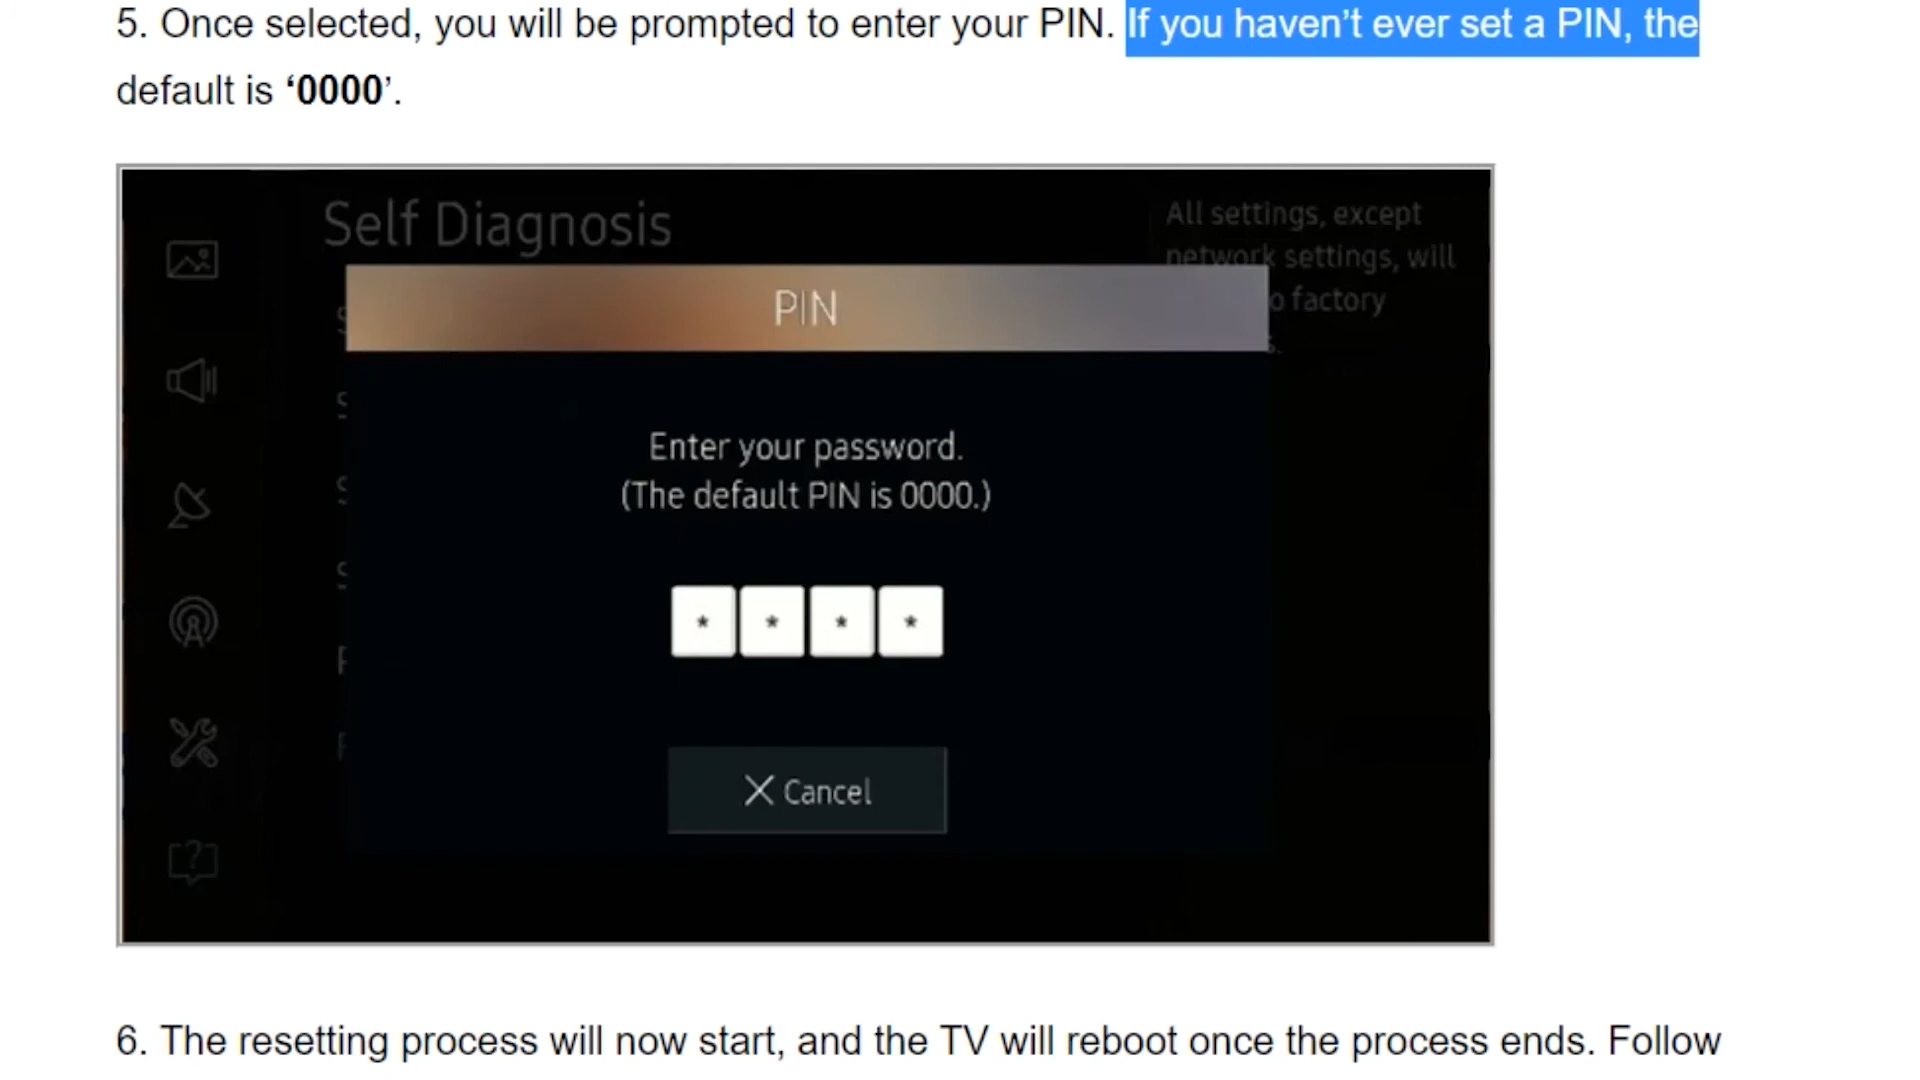 5. Once selected, you will be prompted to enter your PIN. If you haven’t ever set a PIN, the
default is ‘0000’.
Self Diagnosis
All settings, except
network settings, will
o factory
PIN
Enter your password.
(The default PIN is 0000.)
* * * *
Cancel
6. The resetting process will now start, and the TV will reboot once the process ends. Follow